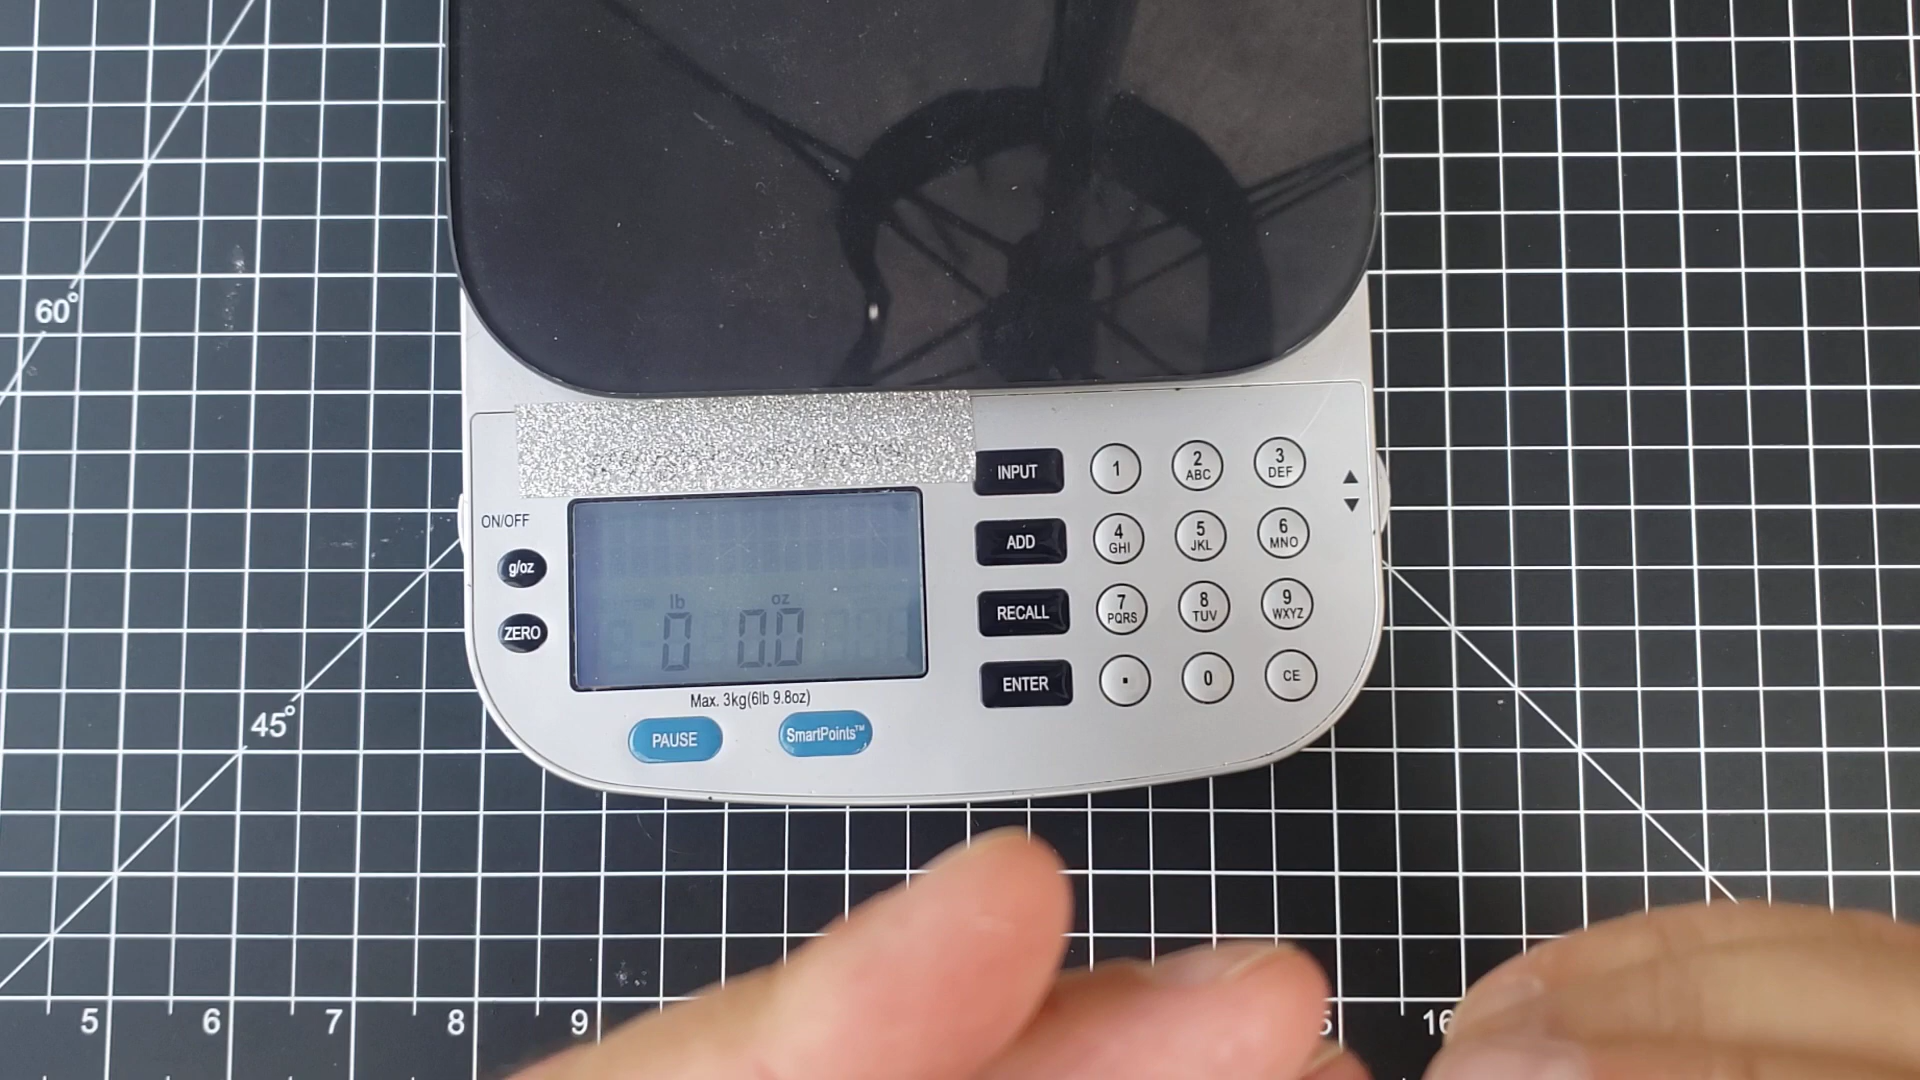 60°
45°
ON/OFF
g/oz
ZERO
lb oz
0 0.0
Max. 3kg(6lb 9.8oz)
PAUSE SmartPoints™
INPUT 1 2 ABC 3 DEF
ADD 4 GHI 5 JKL 6 MNO
RECALL 7 PQRS 8 TUV 9 WXYZ
ENTER . 0 CE
5 6 7 8 9 16